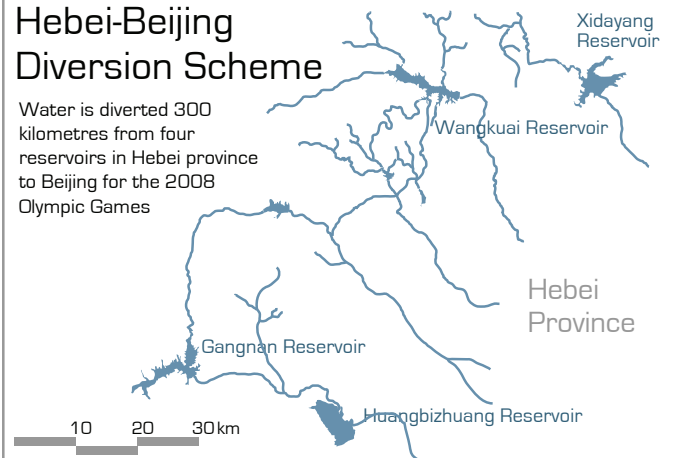 Hebei-Beijing
Diversion Scheme
Water is diverted 300
kilometres from four
reservoirs in Hebei province
to Beijing for the 2008
Olympic Games
Xidayang
Reservoir
Wangkuai Reservoir
Hebei
Province
Gangnan Reservoir
Huangbizhuang Reservoir
10 20 30 km